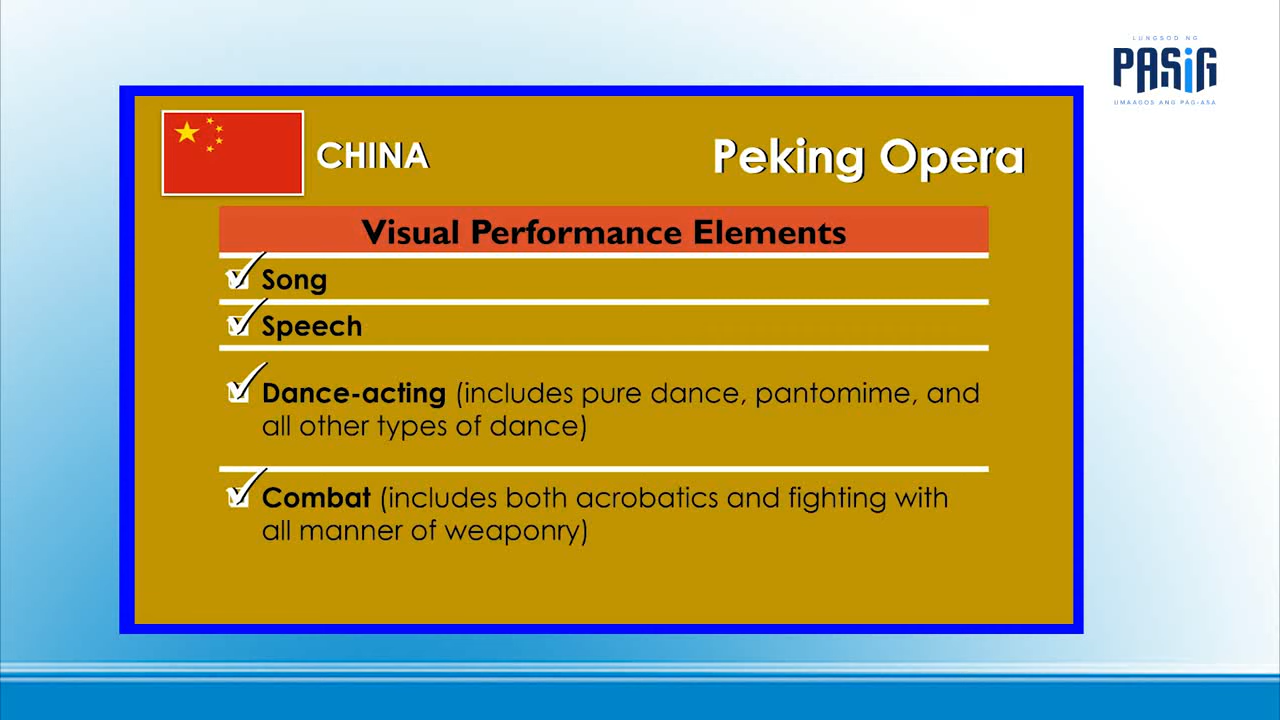 LUNGSOD NG
PASiG
UMAAGOS ANG PAG-ASA
CHINA
Peking Opera
Visual Performance Elements
Song
Speech
Dance-acting (includes pure dance, pantomime, and
all other types of dance)
Combat (includes both acrobatics and fighting with
all manner of weaponry)